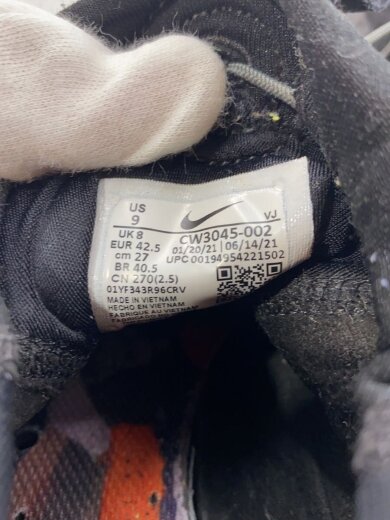 US
9
VJ
UK 8
EUR 42.5
cm 27
BR 40.5
CN 270(2.5)
CW3045-002
01/20/21 | 06/14/21
UPC 00194954221502
01YF343R96CRV
MADE IN VIETNAM
HECHO EN VIETNAM
FABRIQUE AU VIETNAM